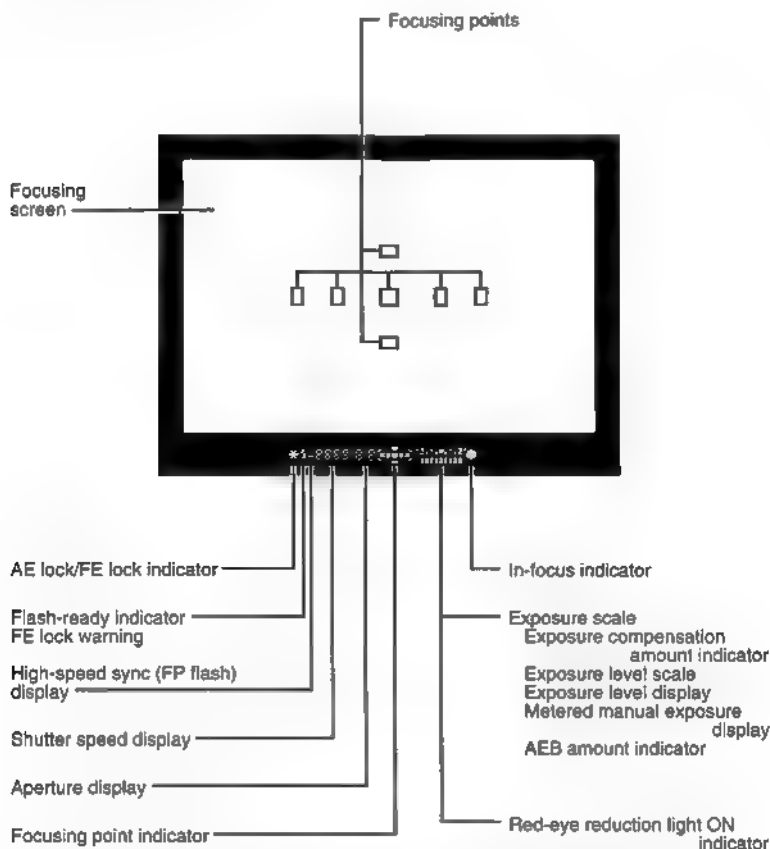 Focusing points
Focusing
screen
AE lock/FE lock indicator
In-focus indicator
Flash-ready indicator
FE lock warning
High-speed sync (FP flash)
display
Shutter speed display
Aperture display
Focusing point indicator
Exposure scale
Exposure compensation
amount indicator
Exposure level scale
Exposure level display
Metered manual exposure
display
AEB amount indicator
Red-eye reduction light ON
indicator